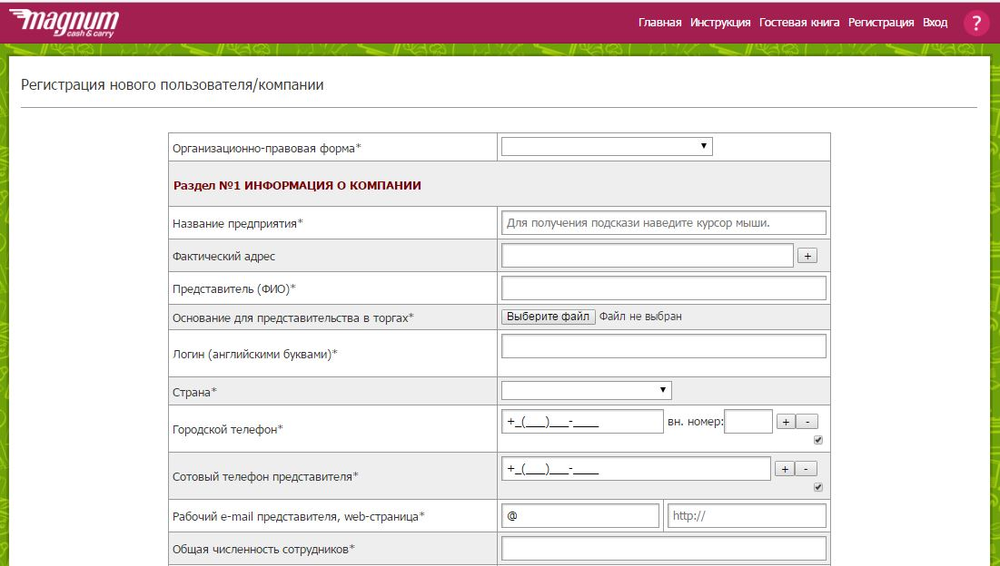 magnum
cash & carry
Главная Инструкция Гостевая книга Регистрация Вход ?
Регистрация нового пользователя/компании
Организационно-правовая форма*
Раздел №1 ИНФОРМАЦИЯ О КОМПАНИИ
Название предприятия* Для получения подскази наведите курсор мыши.
Фактический адрес +
Представитель (ФИО)*
Основание для представительства в торгах* Выберите файл Файл не выбран
Логин (английскими буквами)*
Страна*
Городской телефон* +_(___)___-____ вн. номер: + -
Сотовый телефон представителя* +_(___)___-____ + -
Рабочий e-mail представителя, web-страница* @ http://
Общая численность сотрудников*